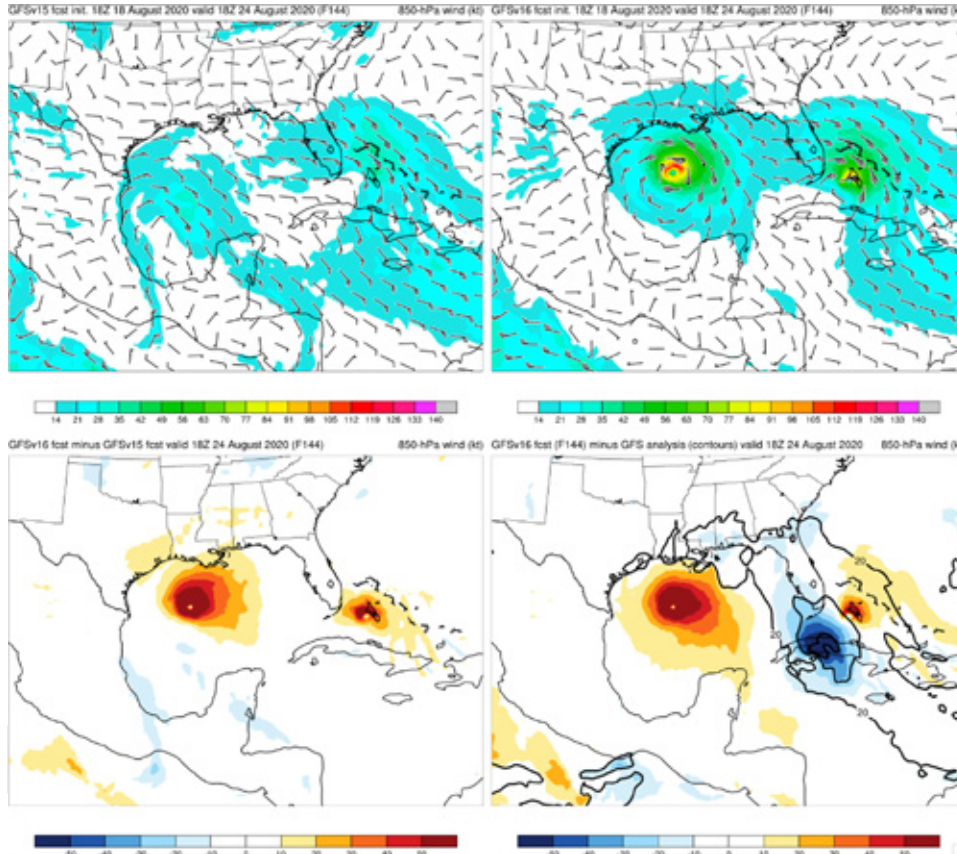 GFSv15 fcst init. 18Z 18 August 2020 valid 18Z 24 August 2020 (F144) 850-hPa wind (kt)
GFSv16 fcst init. 18Z 18 August 2020 valid 18Z 24 August 2020 (F144) 850-hPa wind (kt)
14 21 28 35 42 49 56 63 70 77 84 91 98 105 112 119 126 133 140
14 21 28 35 42 49 56 63 70 77 84 91 98 105 112 119 126 133 140
GFSv16 fcst minus GFSv15 fcst valid 18Z 24 August 2020 (F144) 850-hPa wind (kt)
GFSv16 fcst (F144) minus GFS analysis (contours) valid 18Z 24 August 2020 850-hPa wind (kt)
20
20
20